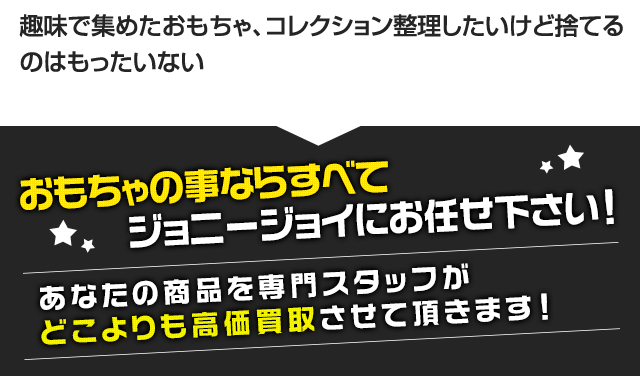 趣味で集めたおもちゃ、コレクション整理したいけど捨てる
のはもったいない
おもちゃの事ならすべて
ジョニージョイにお任せ下さい！
あなたの商品を専門スタッフが
どこよりも高価買取させて頂きます！